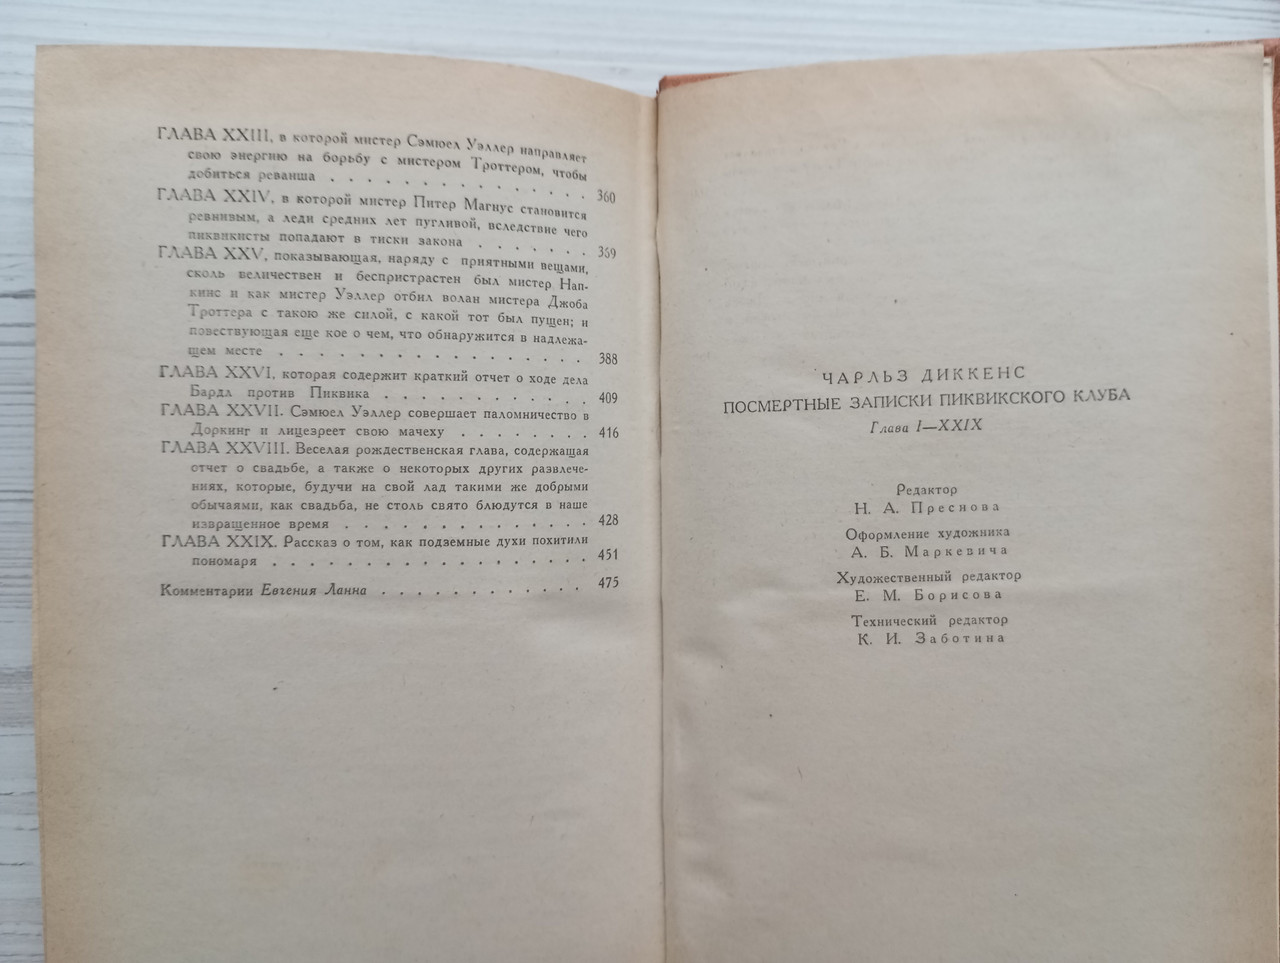 ГЛАВА XXIII, в которой мистер Сэмюел Уэллер направляет
свою энергию на борьбу с мистером Троттером, чтобы
добиться реванша . . . . . . . . . . . . . 360
ГЛАВА XXIV, в которой мистер Питер Магнус становится
ревнивым, а леди средних лет пугливой, вследствие чего
пиквикисты попадают в тиски закона . . . . . . 369
ГЛАВА XXV, показывающая, наряду с приятными вещами,
сколь величествен и беспристрастен был мистер Нап-
кинс и как мистер Уэллер отбил волан мистера Джоба
Троттера с такою же силой, с какой тот был пущен; и
повествующая еще кое о чем, что обнаружится в надлежа-
щем месте . . . . . . . . . . . . . . . . 388
ГЛАВА XXVI, которая содержит краткий отчет о ходе дела
Бардл против Пиквика . . . . . . . . . . . 409
ГЛАВА XXVII. Сэмюел Уэллер совершает паломничество в
Доркинг и лицезреет свою мачеху . . . . . . . . 416
ГЛАВА XXVIII. Веселая рождественская глава, содержащая
отчет о свадьбе, а также о некоторых других развлече-
ниях, которые, будучи на свой лад такими же добрыми
обычаями, как свадьба, не столь свято блюдутся в наше
извращенное время . . . . . . . . . . . . . . 428
ГЛАВА XXIX. Рассказ о том, как подземные духи похитили
пономаря . . . . . . . . . . . . . . . . . 451
Комментарии Евгения Ланна . . . . . . . . . . . 475
ЧАРЛЬЗ ДИККЕНС
ПОСМЕРТНЫЕ ЗАПИСКИ ПИКВИКСКОГО КЛУБА
Глава I—XXIX
Редактор
Н. А. Преснова
Оформление художника
А. Б. Маркевича
Художественный редактор
Е. М. Борисова
Технический редактор
К. И. Заботина